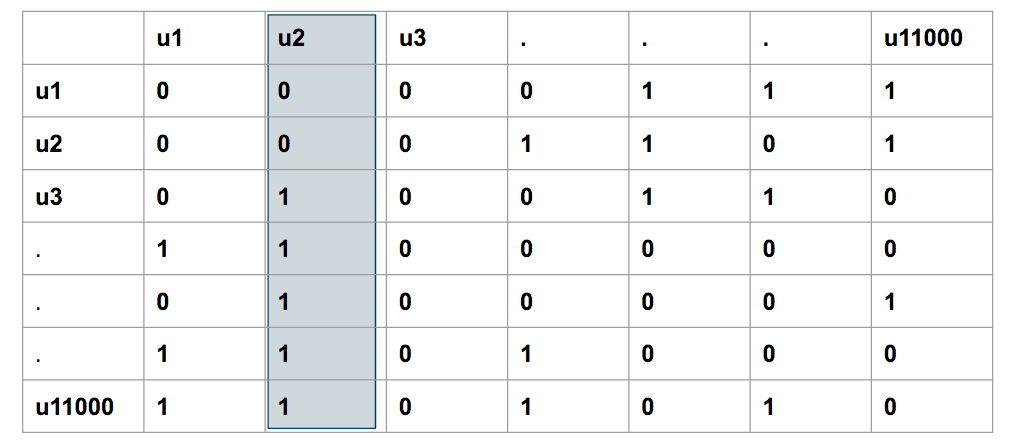 u1 u2 u3 . . . u11000
u1 0 0 0 0 1 1 1
u2 0 0 0 1 1 0 1
u3 0 1 0 0 1 1 0
. 1 1 0 0 0 0 0
. 0 1 0 0 0 0 1
. 1 1 0 1 0 0 0
u11000 1 1 0 1 0 1 0